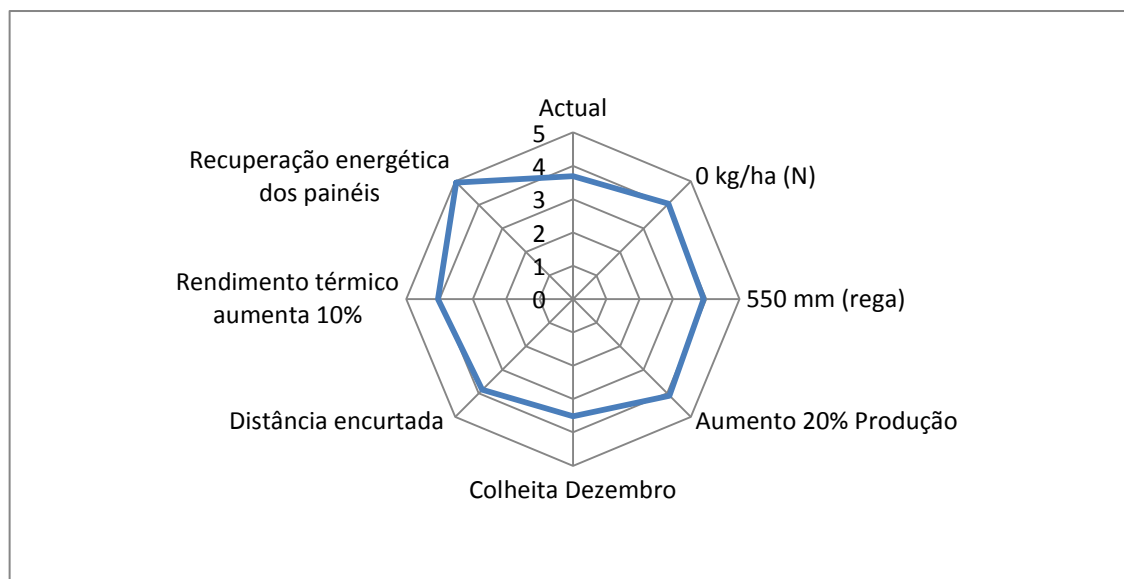 Actual
5
4
3
2
1
0
0 kg/ha (N)
550 mm (rega)
Aumento 20% Produção
Colheita Dezembro
Distância encurtada
Rendimento térmico
aumenta 10%
Recuperação energética
dos painéis